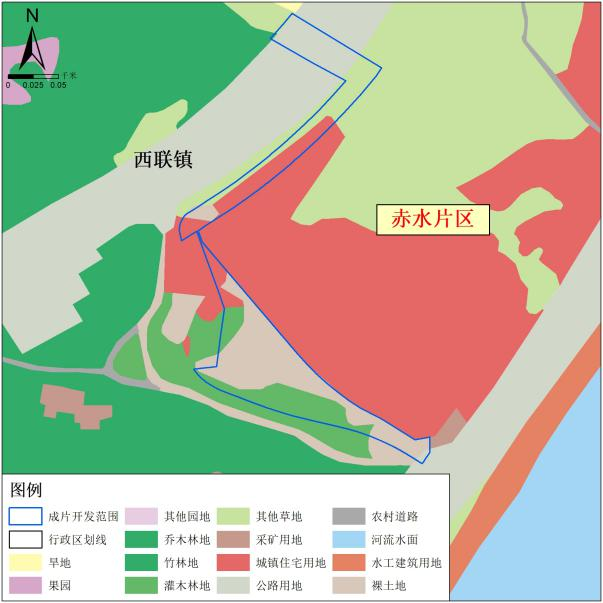 N
千米
0 0.025 0.05
西联镇
赤水片区
图例
成片开发范围 其他园地 其他草地 农村道路
行政区划线 乔木林地 采矿用地 河流水面
旱地 竹林地 城镇住宅用地 水工建筑用地
果园 灌木林地 公路用地 裸土地